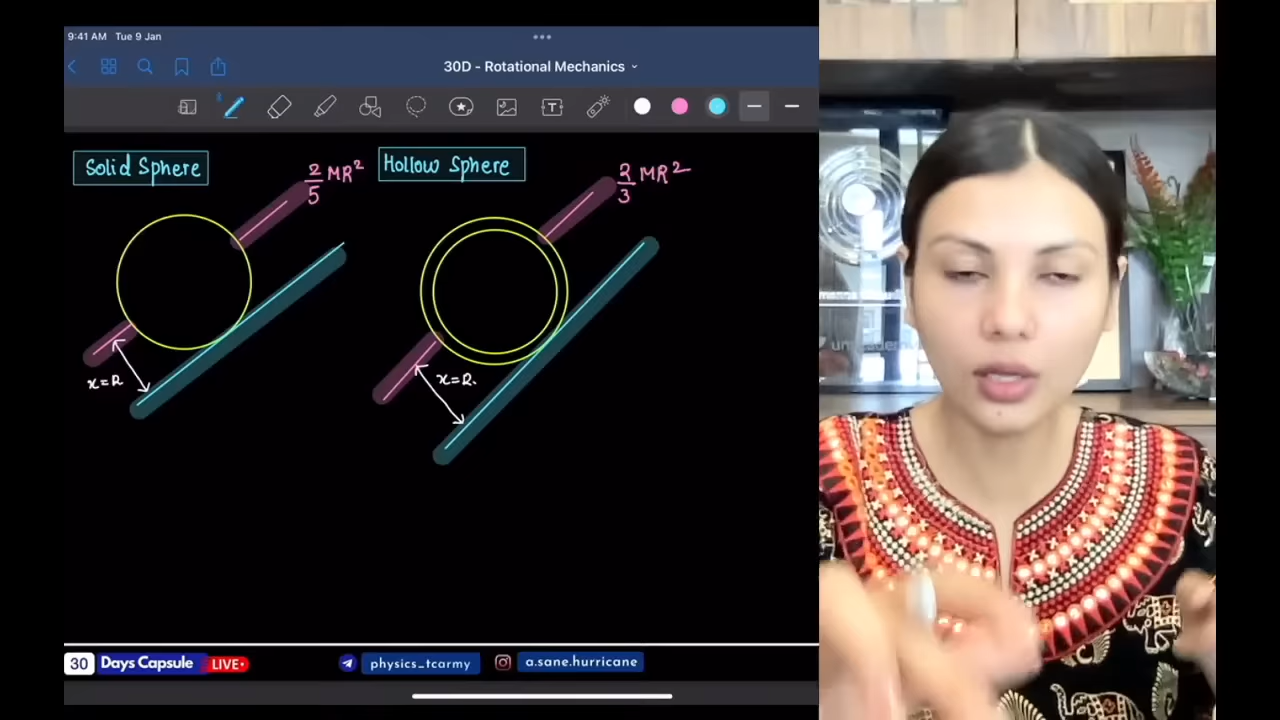 9:41 AM Tue 9 Jan
30D - Rotational Mechanics
T
Solid Sphere
2/5 MR²
Hollow Sphere
2/3 MR²
x=R
x=R.
30 Days Capsule LIVE
physics_tcarmy
a.sane.hurricane